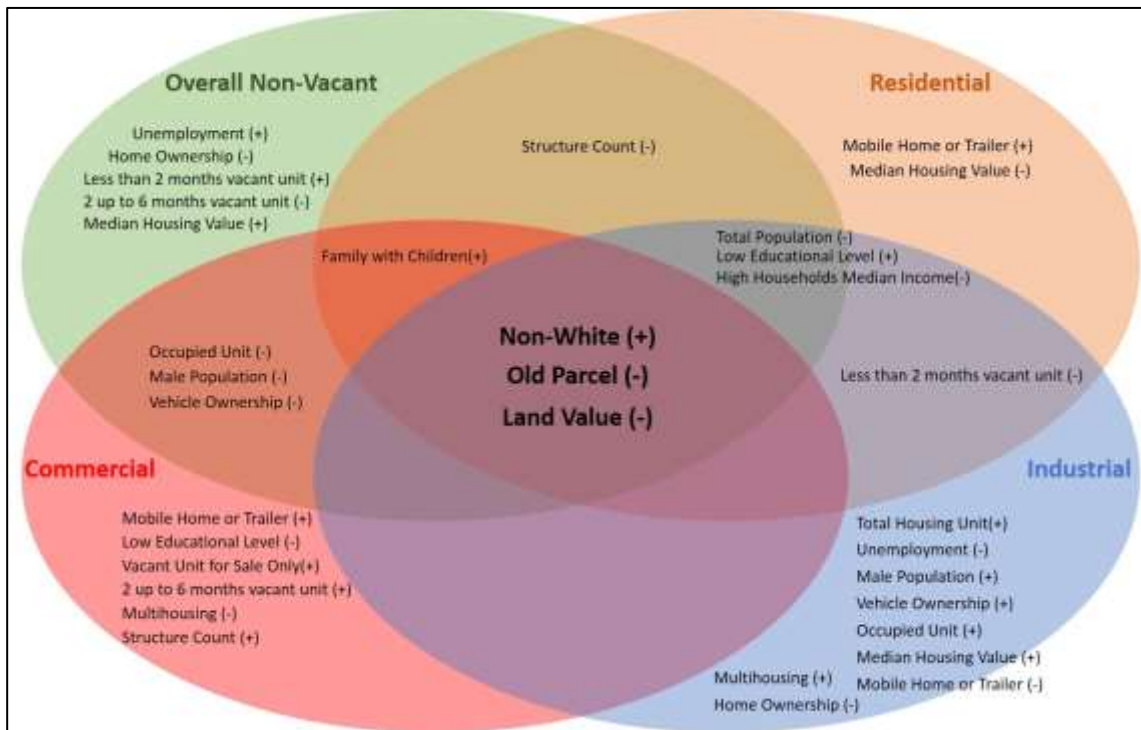 Overall Non-Vacant
Residential
Unemployment (+)
Home Ownership (-)
Less than 2 months vacant unit (+)
2 up to 6 months vacant unit (-)
Median Housing Value (+)
Structure Count (-)
Mobile Home or Trailer (+)
Median Housing Value (-)
Family with Children(+)
Total Population (-)
Low Educational Level (+)
High Households Median Income(-)
Non-White (+)
Old Parcel (-)
Land Value (-)
Occupied Unit (-)
Male Population (-)
Vehicle Ownership (-)
Less than 2 months vacant unit (-)
Commercial
Industrial
Mobile Home or Trailer (+)
Low Educational Level (-)
Vacant Unit for Sale Only(+)
2 up to 6 months vacant unit (+)
Multihousing (-)
Structure Count (+)
Total Housing Unit(+)
Unemployment (-)
Male Population (+)
Vehicle Ownership (+)
Occupied Unit (+)
Median Housing Value (+)
Mobile Home or Trailer (-)
Multihousing (+)
Home Ownership (-)